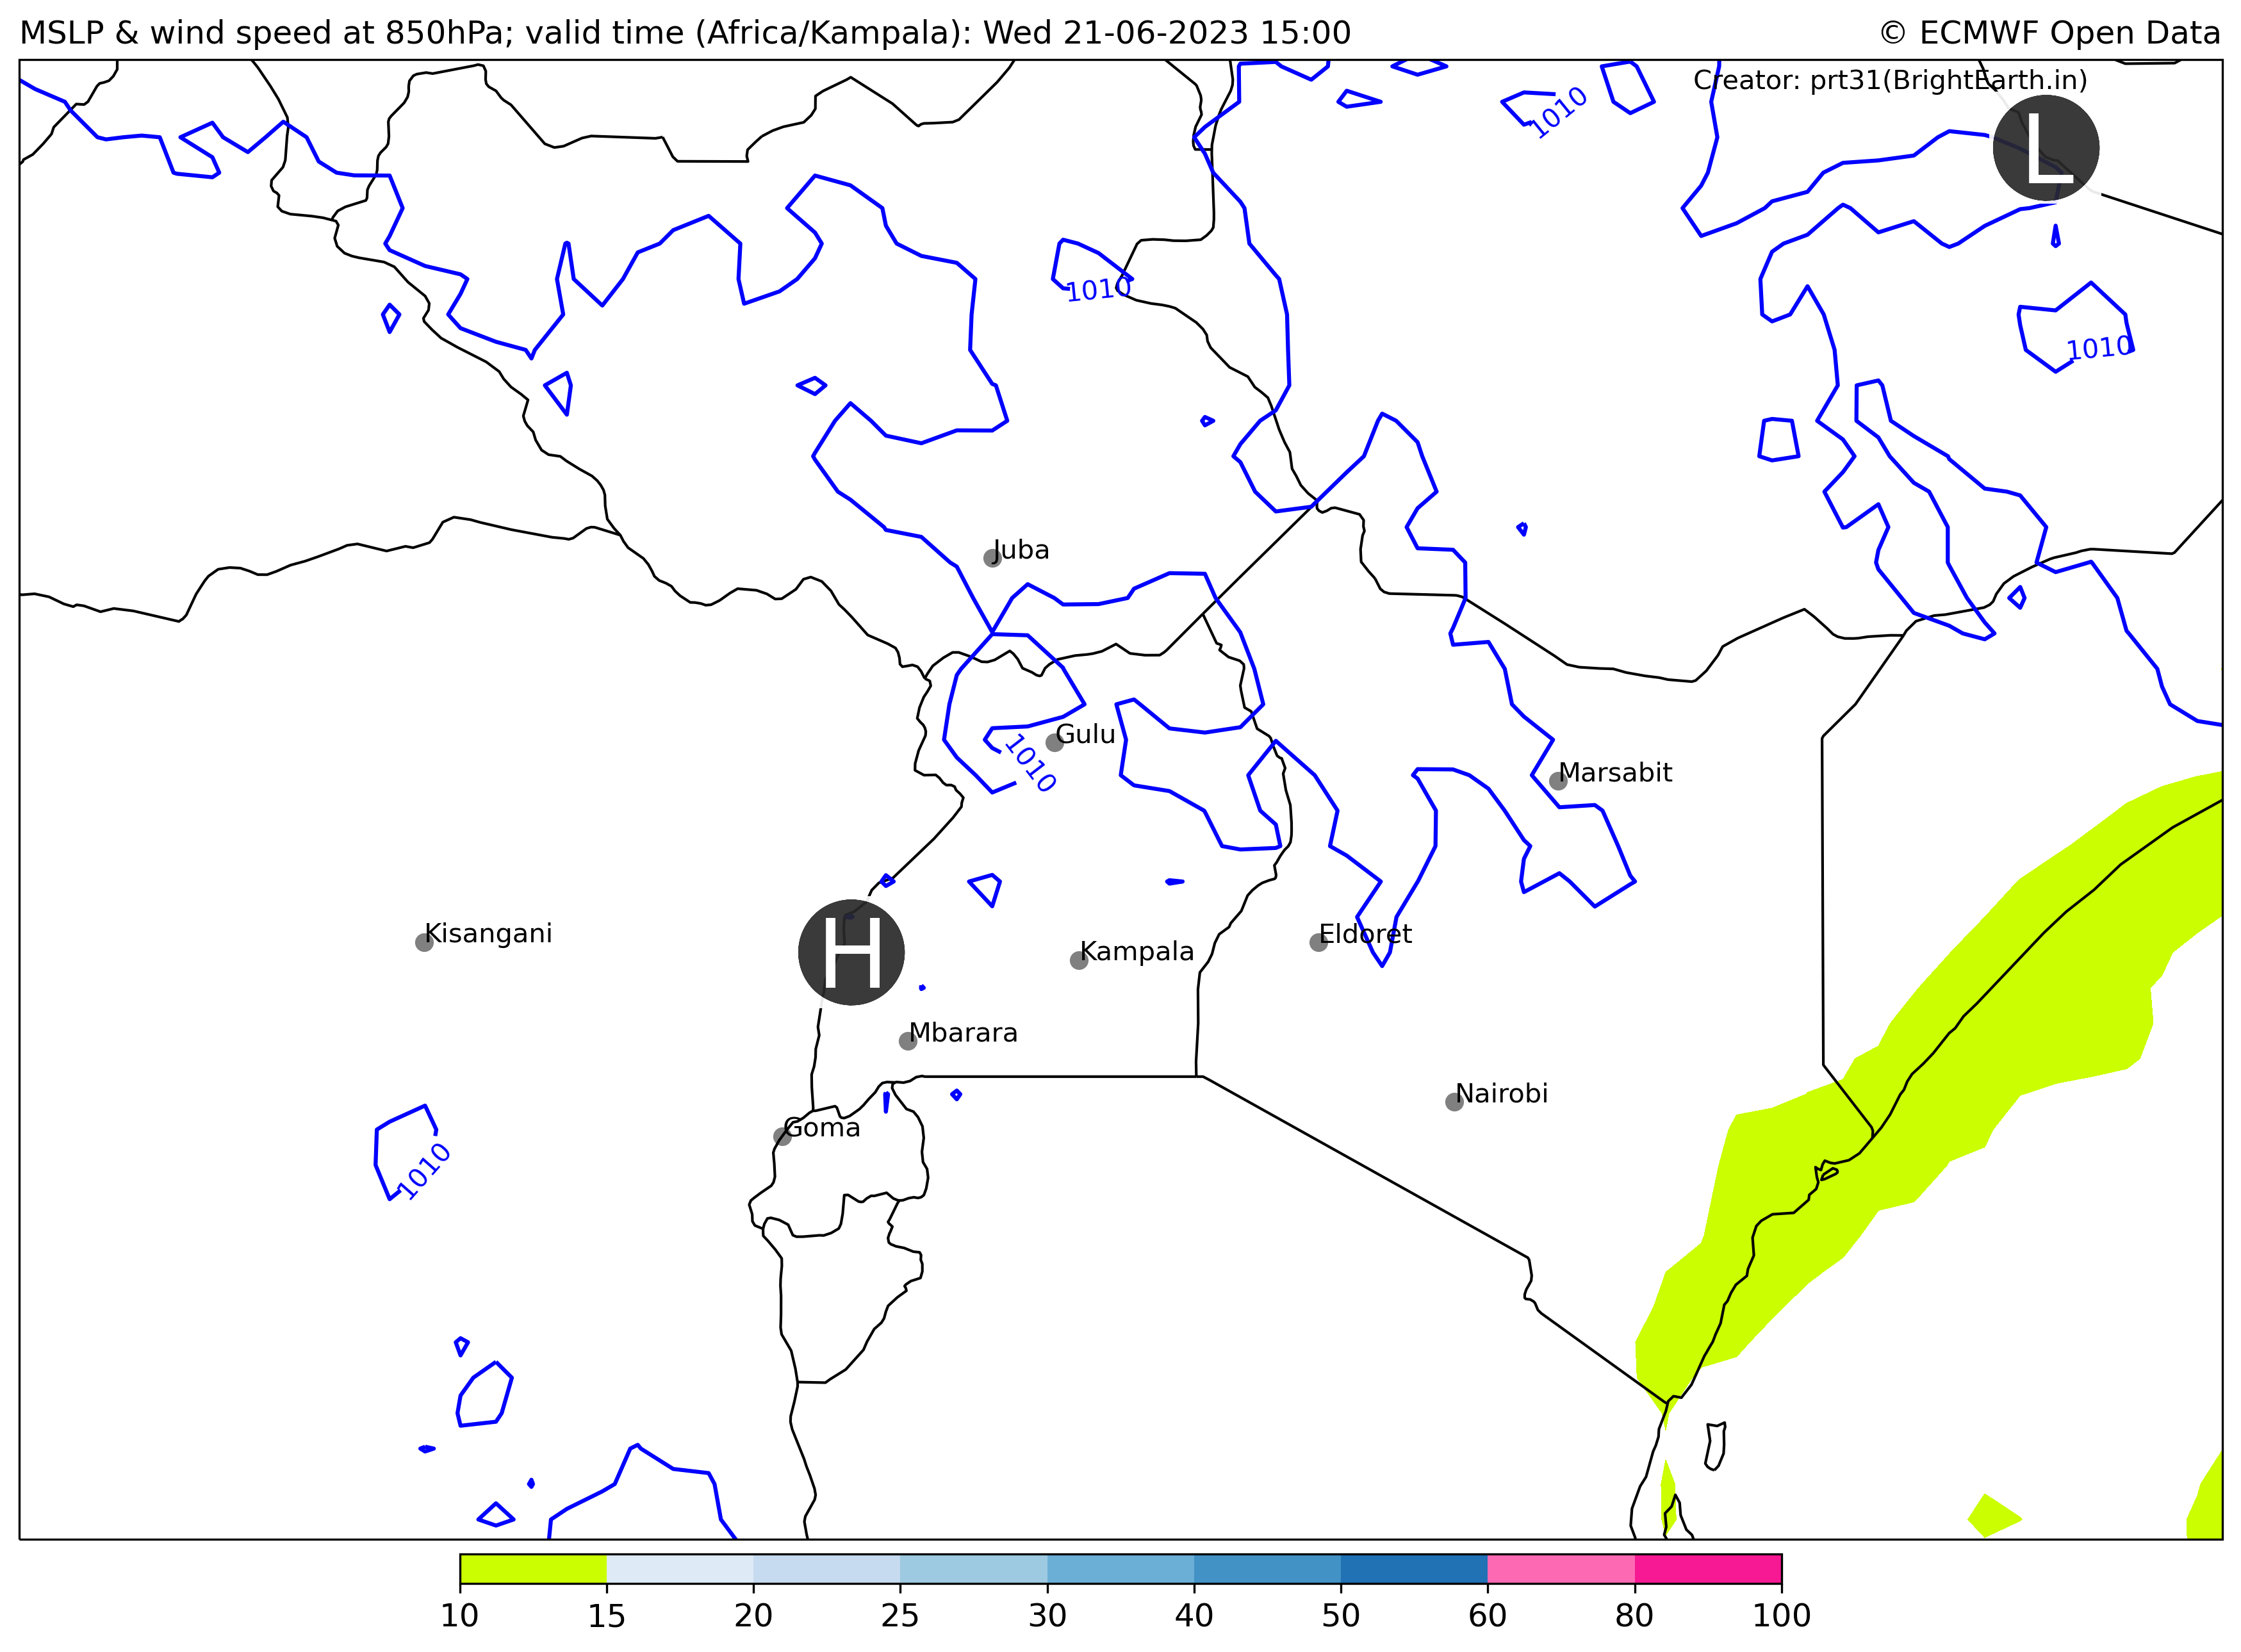 MSLP & wind speed at 850hPa; valid time (Africa/Kampala): Wed 21-06-2023 15:00
© ECMWF Open Data
Creator: prt31(BrightEarth.in)
1010
L
1010
1010
Juba
Gulu
1010
Marsabit
Kisangani
H
Kampala
Eldoret
Mbarara
Nairobi
Goma
1010
10 15 20 25 30 40 50 60 80 100